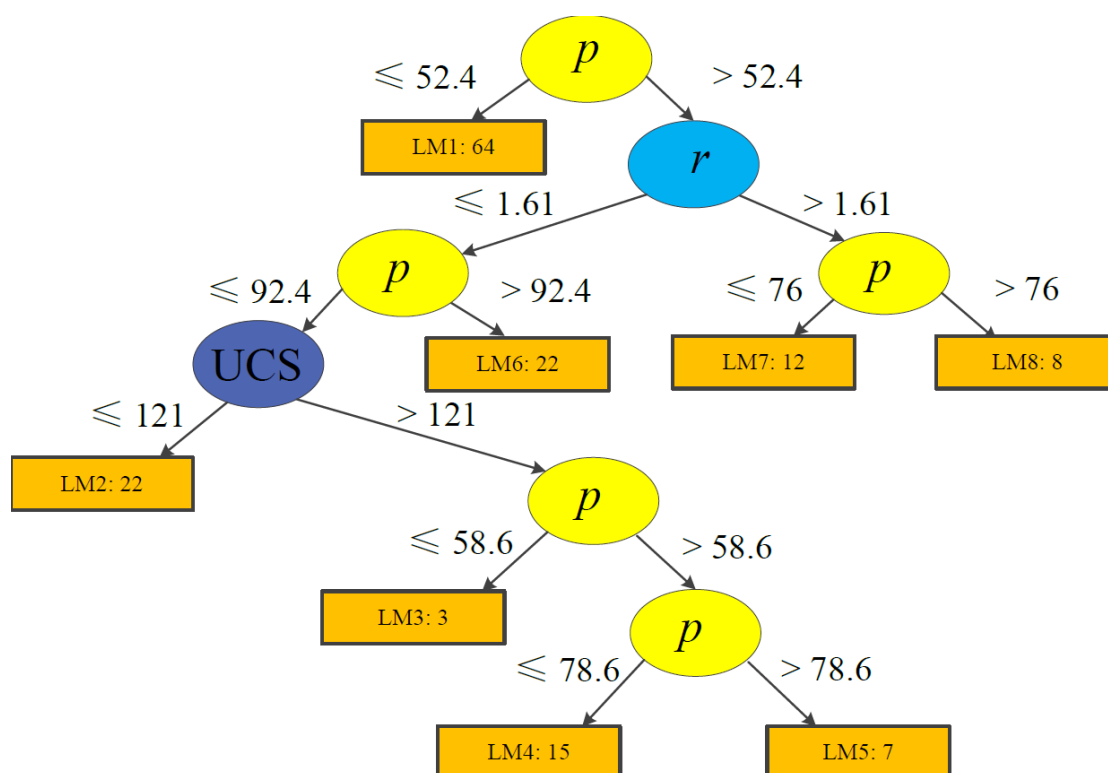 p
≤ 52.4
> 52.4
LM1: 64
r
≤ 1.61
> 1.61
p
p
≤ 92.4
> 92.4
≤ 76
> 76
UCS
LM6: 22
LM7: 12
LM8: 8
≤ 121
> 121
LM2: 22
p
≤ 58.6
> 58.6
LM3: 3
p
≤ 78.6
> 78.6
LM4: 15
LM5: 7